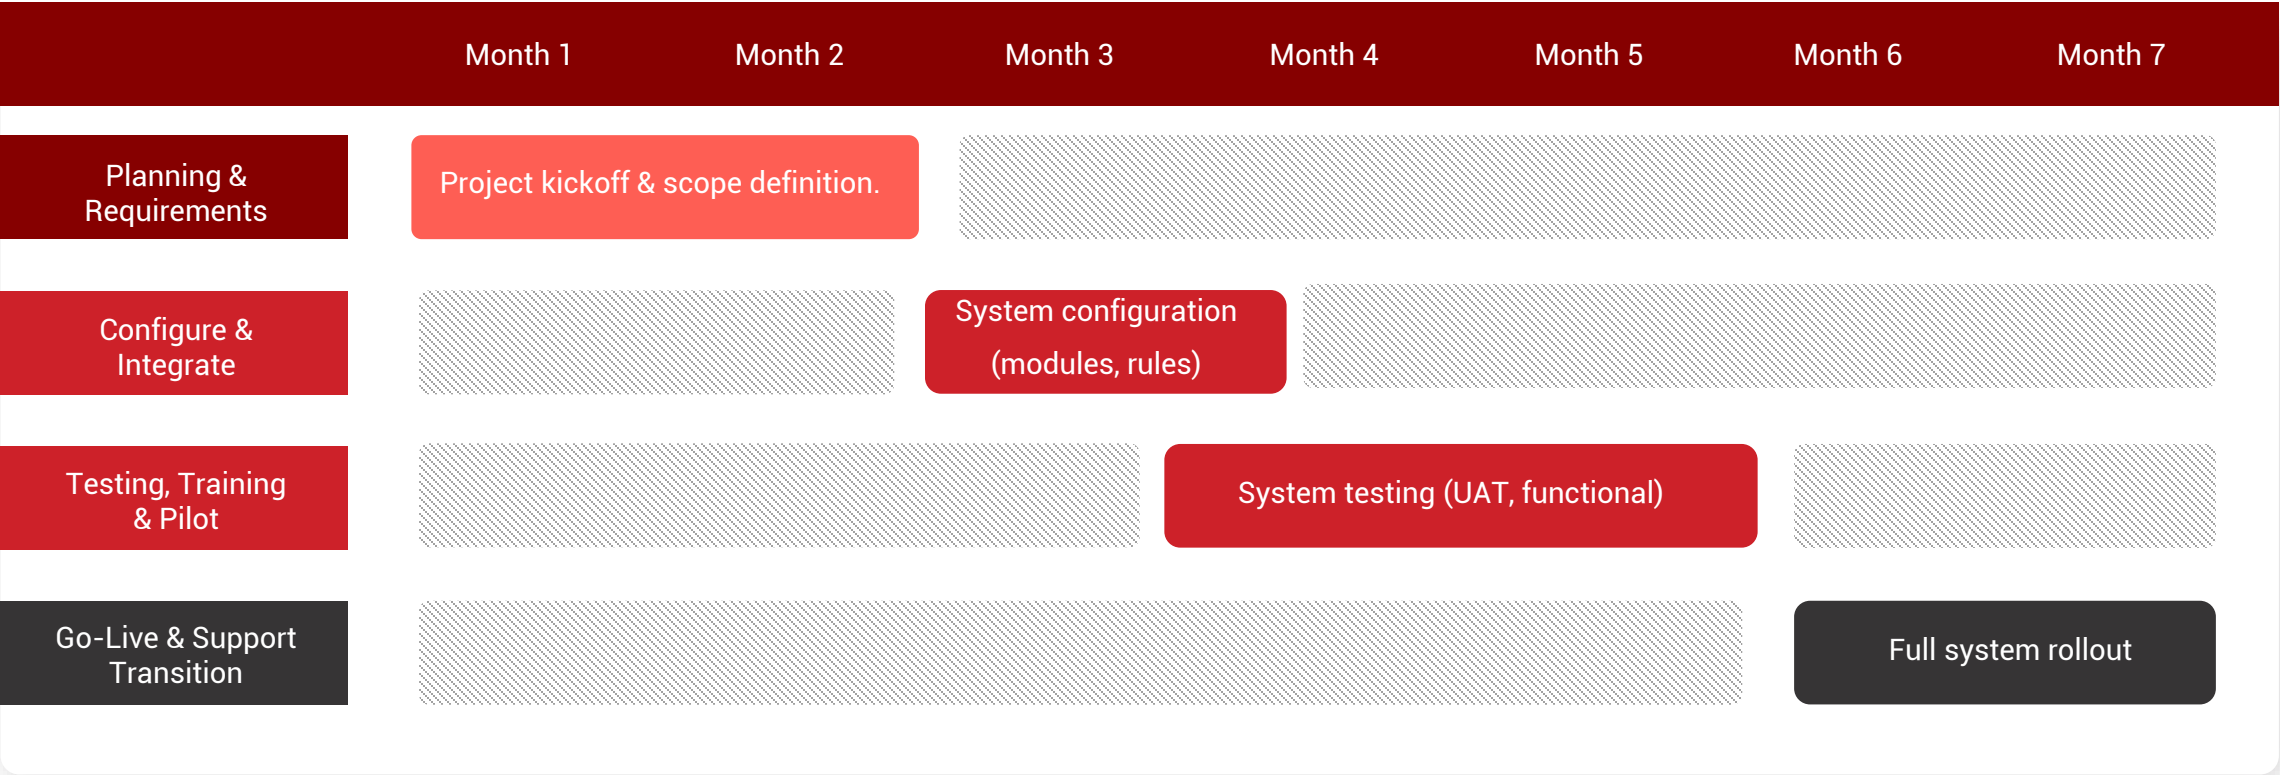 Month 1 Month 2 Month 3 Month 4 Month 5 Month 6 Month 7
Planning &
Requirements
Project kickoff & scope definition.
Configure &
Integrate
System configuration
(modules, rules)
Testing, Training
& Pilot
System testing (UAT, functional)
Go-Live & Support
Transition
Full system rollout